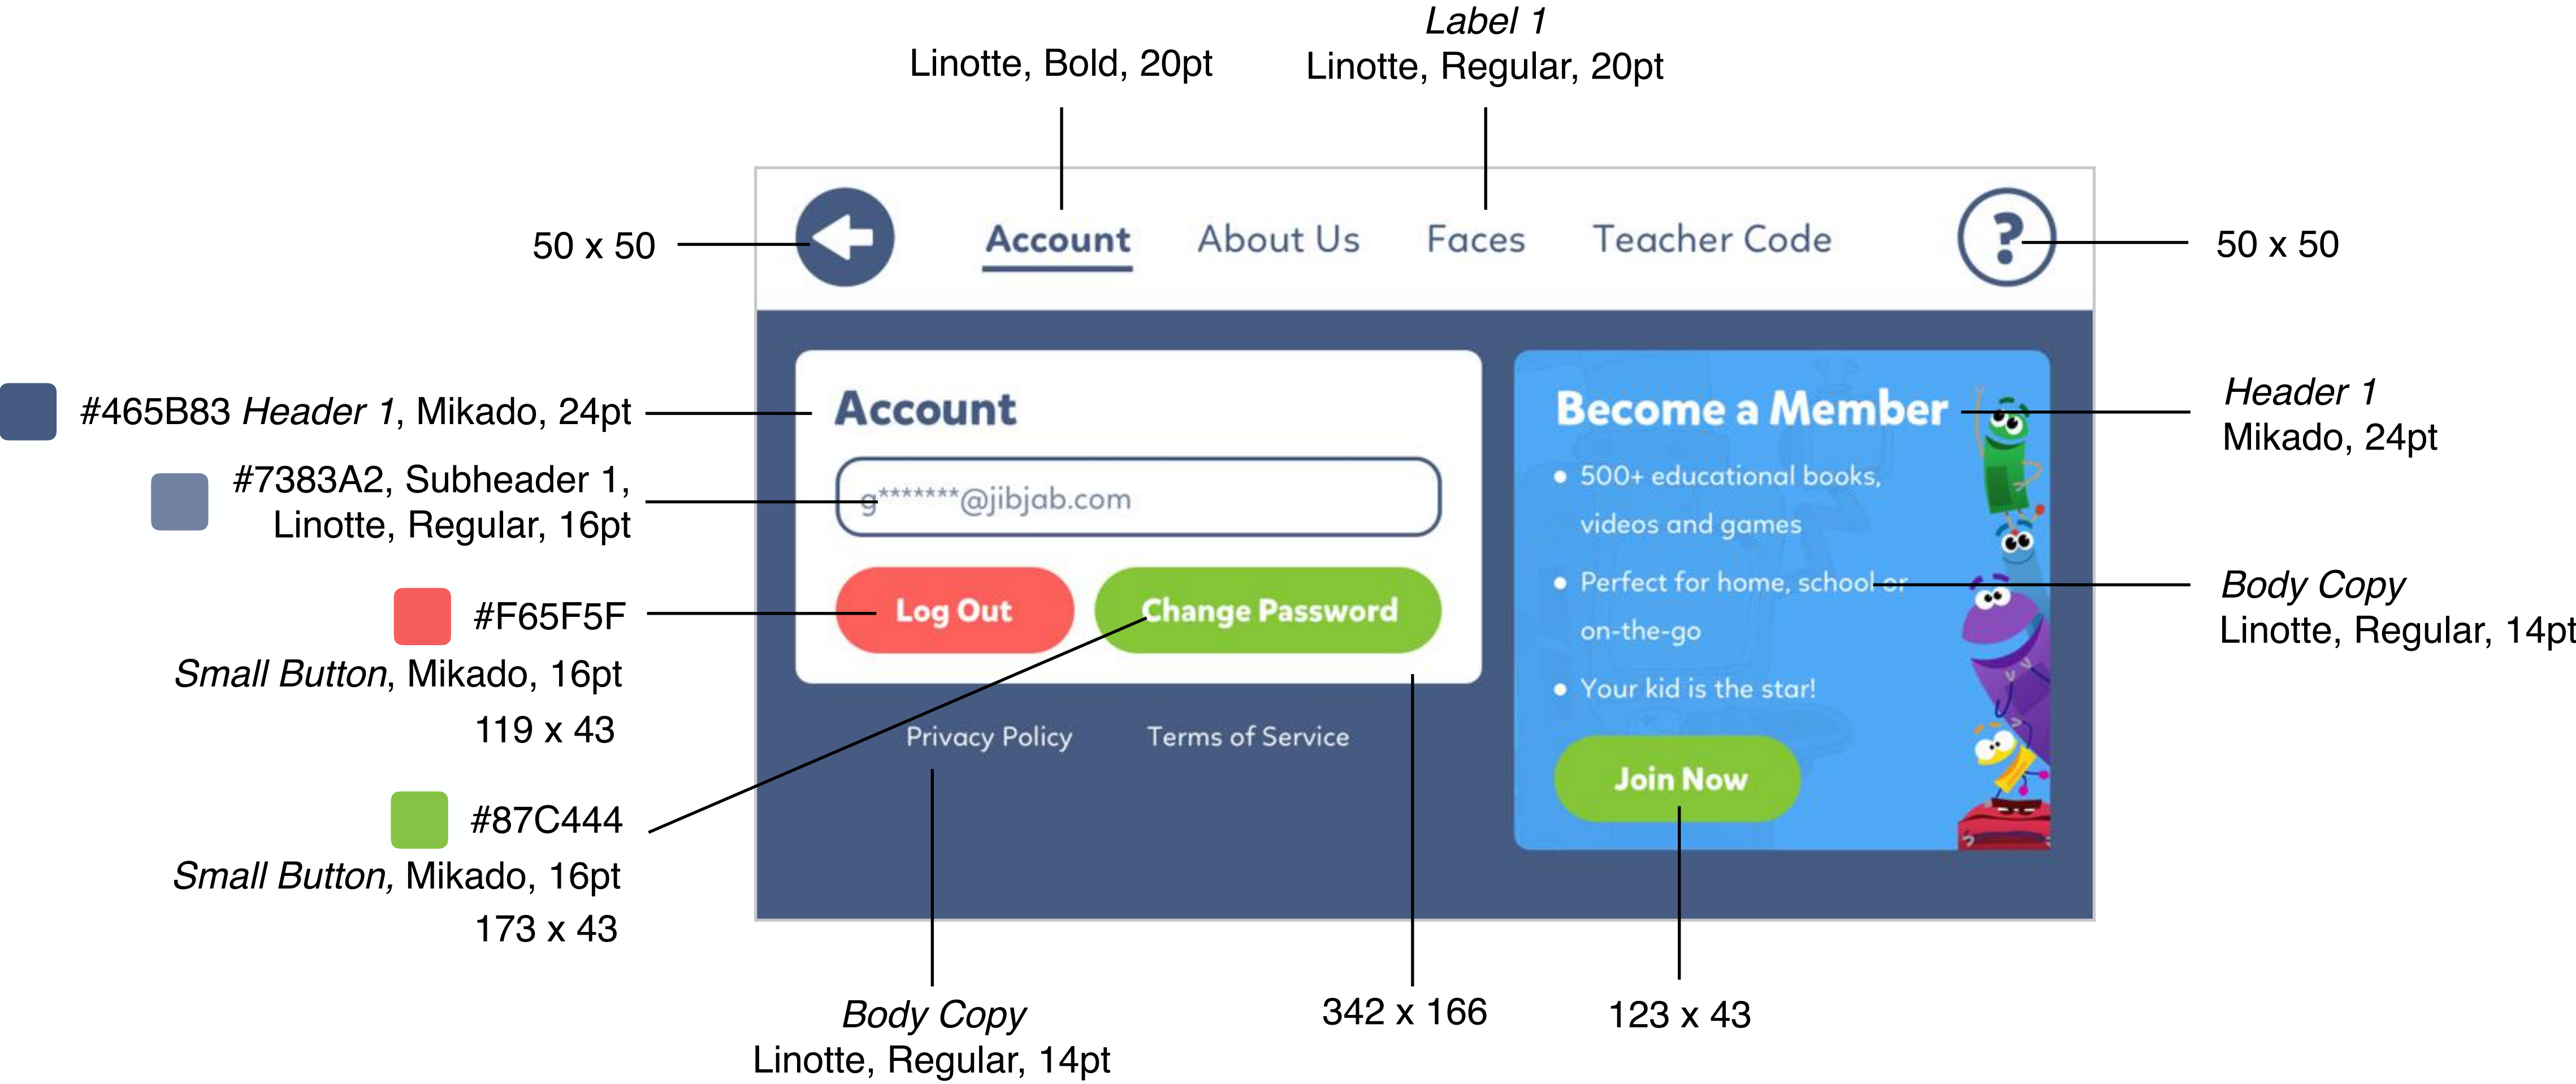 Label 1
Linotte, Bold, 20pt
Linotte, Regular, 20pt
50 x 50
Account
About Us
Faces
Teacher Code
?
50 x 50
#465B83 Header 1, Mikado, 24pt
#7383A2, Subheader 1,
Linotte, Regular, 16pt
#F65F5F
Small Button, Mikado, 16pt
119 x 43
#87C444
Small Button, Mikado, 16pt
173 x 43
Account
g*******@jibjab.com
Log Out
Change Password
Privacy Policy
Terms of Service
Become a Member
• 500+ educational books,
videos and games
• Perfect for home, school or
on-the-go
• Your kid is the star!
Join Now
Header 1
Mikado, 24pt
Body Copy
Linotte, Regular, 14pt
Body Copy
Linotte, Regular, 14pt
342 x 166
123 x 43